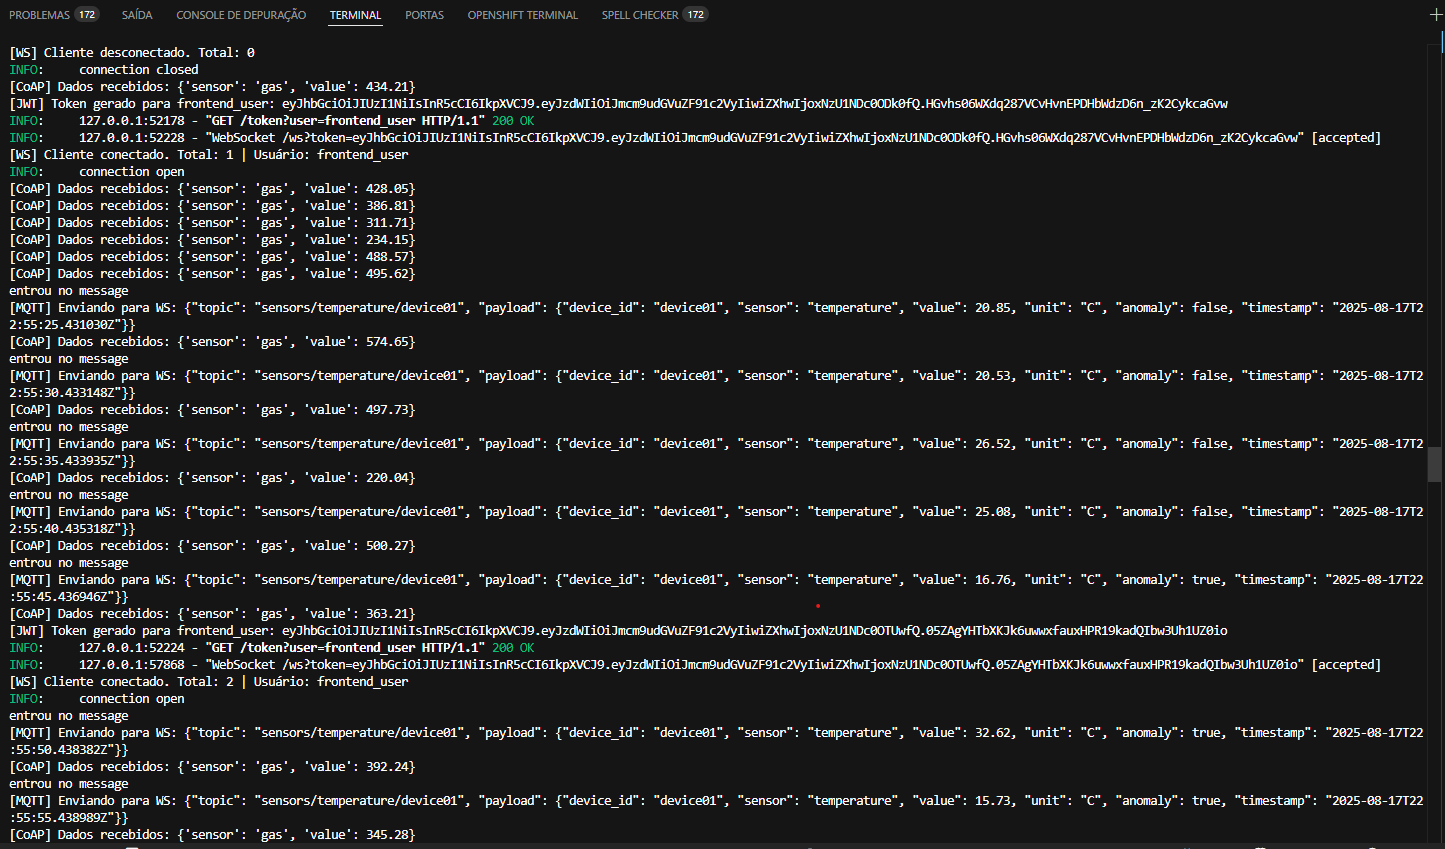 PROBLEMAS 172 SAÍDA CONSOLE DE DEPURAÇÃO TERMINAL PORTAS OPENSHIFT TERMINAL SPELL CHECKER 172
[WS] Cliente desconectado. Total: 0
INFO: connection closed
[CoAP] Dados recebidos: {'sensor': 'gas', 'value': 434.21}
[JWT] Token gerado para frontend_user: eyJhbGciOiJIUzI1NiIsInR5cCI6IkpXVCJ9.eyJzdWIiOiJmcm9udGVuZF91c2VyIiwiZXhwIjoxNzU1NDc0ODk0fQ.HGvhs06WXdq287VCvHvnEPDHbWdzD6n_zK2CykcaGvw
INFO: 127.0.0.1:52178 - "GET /token?user=frontend_user HTTP/1.1" 200 OK
INFO: 127.0.0.1:52228 - "WebSocket /ws?token=eyJhbGciOiJIUzI1NiIsInR5cCI6IkpXVCJ9.eyJzdWIiOiJmcm9udGVuZF91c2VyIiwiZXhwIjoxNzU1NDc0ODk0fQ.HGvhs06WXdq287VCvHvnEPDHbWdzD6n_zK2CykcaGvw" [accepted]
[WS] Cliente conectado. Total: 1 | Usuário: frontend_user
INFO: connection open
[CoAP] Dados recebidos: {'sensor': 'gas', 'value': 428.05}
[CoAP] Dados recebidos: {'sensor': 'gas', 'value': 386.81}
[CoAP] Dados recebidos: {'sensor': 'gas', 'value': 311.71}
[CoAP] Dados recebidos: {'sensor': 'gas', 'value': 234.15}
[CoAP] Dados recebidos: {'sensor': 'gas', 'value': 488.57}
[CoAP] Dados recebidos: {'sensor': 'gas', 'value': 495.62}
entrou no message
[MQTT] Enviando para WS: {"topic": "sensors/temperature/device01", "payload": {"device_id": "device01", "sensor": "temperature", "value": 20.85, "unit": "C", "anomaly": false, "timestamp": "2025-08-17T2
2:55:25.431030Z"}}
[CoAP] Dados recebidos: {'sensor': 'gas', 'value': 574.65}
entrou no message
[MQTT] Enviando para WS: {"topic": "sensors/temperature/device01", "payload": {"device_id": "device01", "sensor": "temperature", "value": 20.53, "unit": "C", "anomaly": false, "timestamp": "2025-08-17T2
2:55:30.433148Z"}}
[CoAP] Dados recebidos: {'sensor': 'gas', 'value': 497.73}
entrou no message
[MQTT] Enviando para WS: {"topic": "sensors/temperature/device01", "payload": {"device_id": "device01", "sensor": "temperature", "value": 26.52, "unit": "C", "anomaly": false, "timestamp": "2025-08-17T2
2:55:35.433935Z"}}
[CoAP] Dados recebidos: {'sensor': 'gas', 'value': 220.04}
entrou no message
[MQTT] Enviando para WS: {"topic": "sensors/temperature/device01", "payload": {"device_id": "device01", "sensor": "temperature", "value": 25.08, "unit": "C", "anomaly": false, "timestamp": "2025-08-17T2
2:55:40.435318Z"}}
[CoAP] Dados recebidos: {'sensor': 'gas', 'value': 500.27}
entrou no message
[MQTT] Enviando para WS: {"topic": "sensors/temperature/device01", "payload": {"device_id": "device01", "sensor": "temperature", "value": 16.76, "unit": "C", "anomaly": true, "timestamp": "2025-08-17T22
:55:45.436946Z"}}
[CoAP] Dados recebidos: {'sensor': 'gas', 'value': 363.21}
[JWT] Token gerado para frontend_user: eyJhbGciOiJIUzI1NiIsInR5cCI6IkpXVCJ9.eyJzdWIiOiJmcm9udGVuZF91c2VyIiwiZXhwIjoxNzU1NDc0OTUwfQ.05ZAgYHTbXKJk6uwwxfauxHPR19kadQIbw3Uh1UZ0io
INFO: 127.0.0.1:52224 - "GET /token?user=frontend_user HTTP/1.1" 200 OK
INFO: 127.0.0.1:57868 - "WebSocket /ws?token=eyJhbGciOiJIUzI1NiIsInR5cCI6IkpXVCJ9.eyJzdWIiOiJmcm9udGVuZF91c2VyIiwiZXhwIjoxNzU1NDc0OTUwfQ.05ZAgYHTbXKJk6uwwxfauxHPR19kadQIbw3Uh1UZ0io" [accepted]
[WS] Cliente conectado. Total: 2 | Usuário: frontend_user
INFO: connection open
entrou no message
[MQTT] Enviando para WS: {"topic": "sensors/temperature/device01", "payload": {"device_id": "device01", "sensor": "temperature", "value": 32.62, "unit": "C", "anomaly": true, "timestamp": "2025-08-17T22
:55:50.438382Z"}}
[CoAP] Dados recebidos: {'sensor': 'gas', 'value': 392.24}
entrou no message
[MQTT] Enviando para WS: {"topic": "sensors/temperature/device01", "payload": {"device_id": "device01", "sensor": "temperature", "value": 15.73, "unit": "C", "anomaly": true, "timestamp": "2025-08-17T22
:55:55.438989Z"}}
[CoAP] Dados recebidos: {'sensor': 'gas', 'value': 345.28}